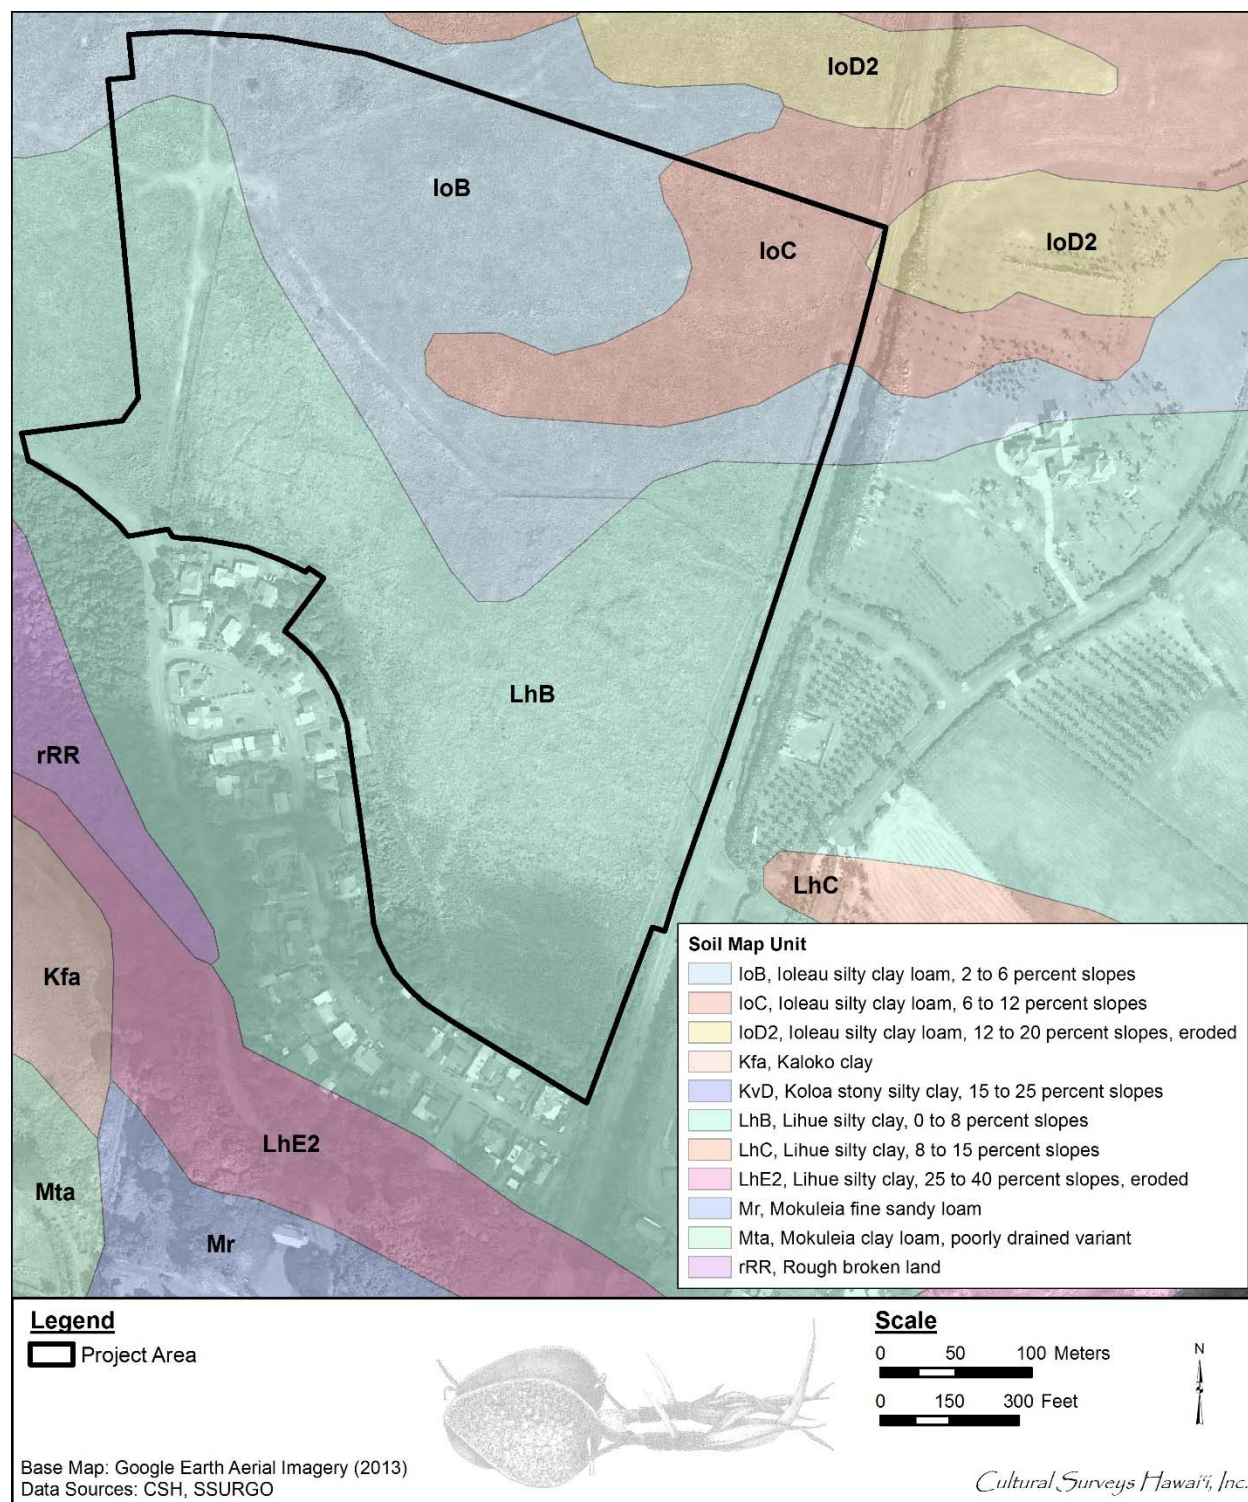 IoD2
IoB
IoC
IoD2
LhB
rRR
LhC
Kfa
LhE2
Mta
Mr
Soil Map Unit
IoB, Ioleau silty clay loam, 2 to 6 percent slopes
IoC, Ioleau silty clay loam, 6 to 12 percent slopes
IoD2, Ioleau silty clay loam, 12 to 20 percent slopes, eroded
Kfa, Kaloko clay
KvD, Koloa stony silty clay, 15 to 25 percent slopes
LhB, Lihue silty clay, 0 to 8 percent slopes
LhC, Lihue silty clay, 8 to 15 percent slopes
LhE2, Lihue silty clay, 25 to 40 percent slopes, eroded
Mr, Mokuleia fine sandy loam
Mta, Mokuleia clay loam, poorly drained variant
rRR, Rough broken land
Legend
Project Area
Base Map: Google Earth Aerial Imagery (2013)
Data Sources: CSH, SSURGO
Scale
0 50 100 Meters
0 150 300 Feet
N
Cultural Surveys Hawai‘i, Inc.